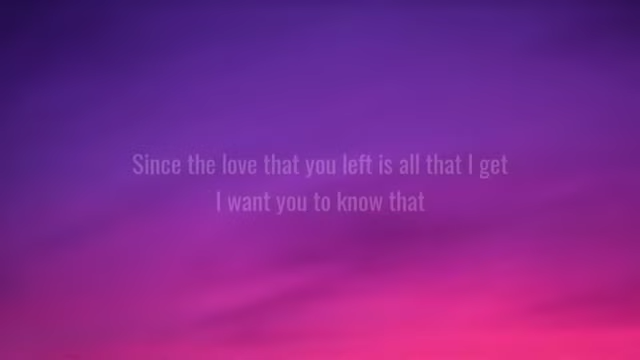 Since the love that you left is all that I get
I want you to know that